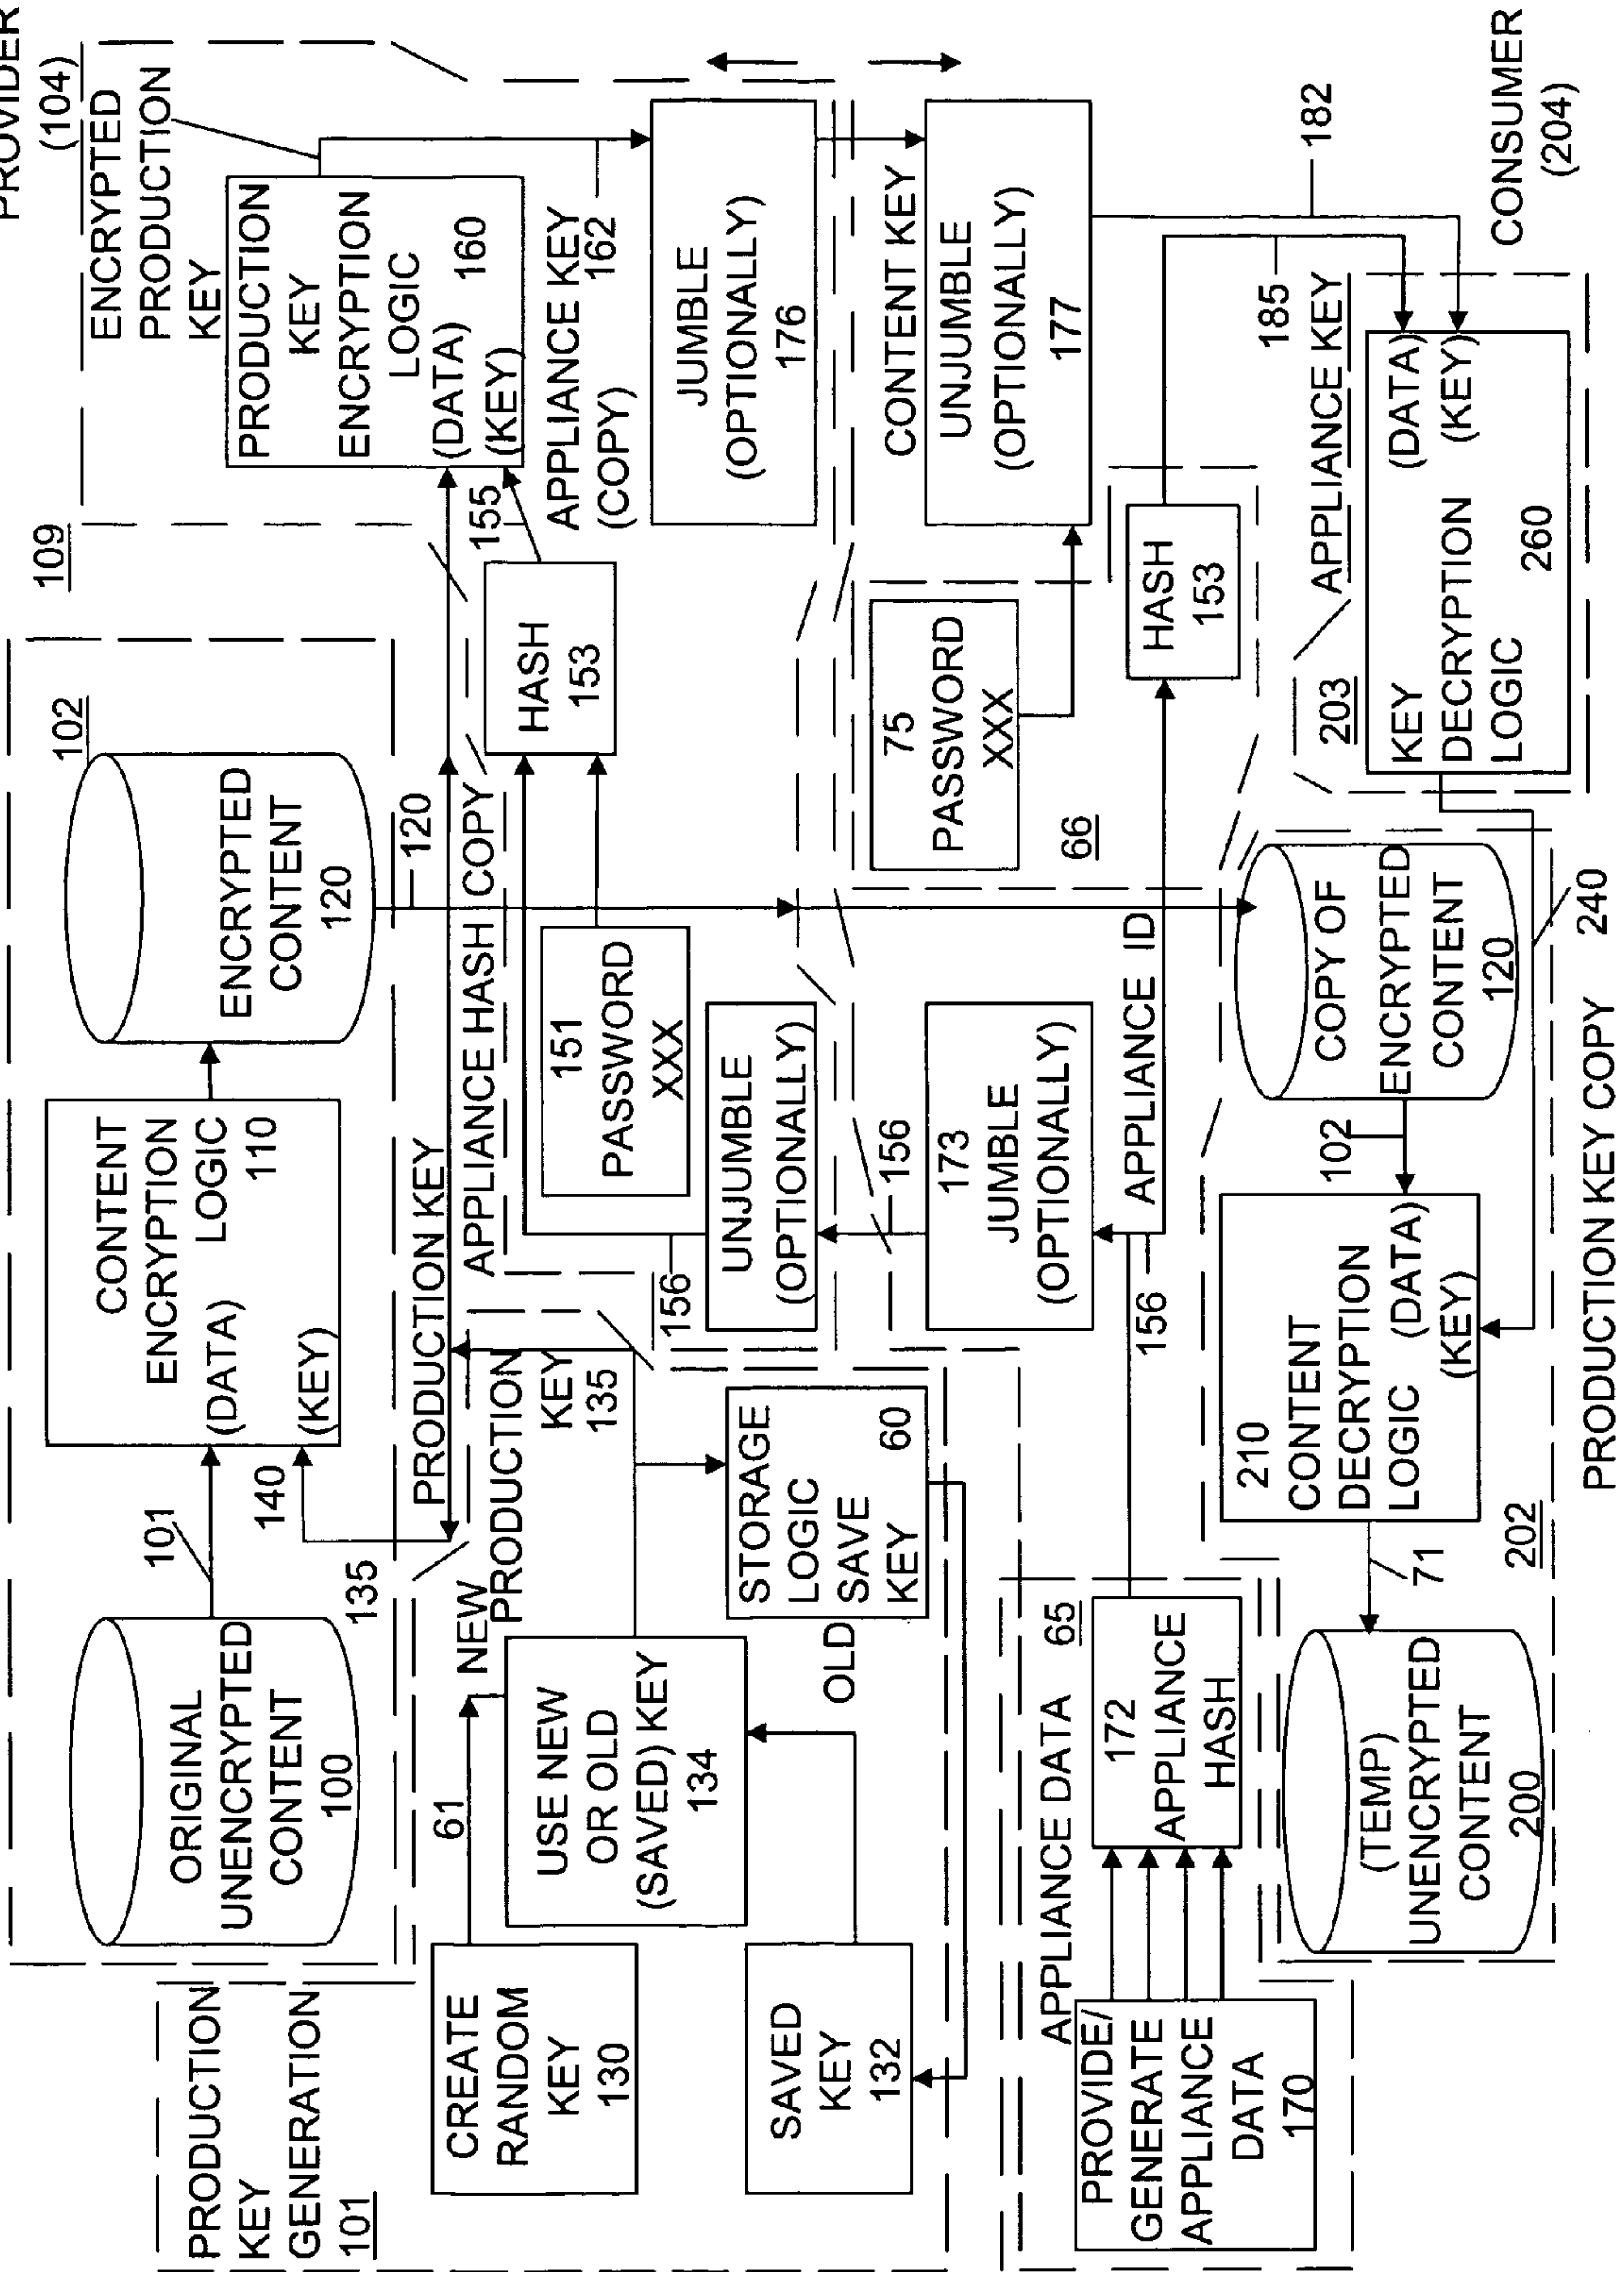 PROVIDER
(104)
PRODUCTION
KEY
GENERATION
101
ORIGINAL
UNENCRYPTED
CONTENT
100
101
140
135
CONTENT
ENCRYPTION
LOGIC
110
(DATA)
(KEY)
ENCRYPTED
CONTENT
120
102
120
109
ENCRYPTED
PRODUCTION
KEY
PRODUCTION
KEY
ENCRYPTION
LOGIC
(DATA) 160
(KEY)
155
APPLIANCE KEY
(COPY)
162
PRODUCTION KEY
APPLIANCE HASH COPY
HASH
153
151
PASSWORD
XXX
CREATE
RANDOM
KEY
130
61
NEW
USE NEW
OR OLD
(SAVED) KEY
134
PRODUCTION
KEY
135
SAVED
KEY
132
OLD
STORAGE
LOGIC
SAVE
KEY
60
156
UNJUMBLE
(OPTIONALLY)
JUMBLE
(OPTIONALLY)
176
156
173
JUMBLE
(OPTIONALLY)
CONTENT KEY
UNJUMBLE
(OPTIONALLY)
177
75
PASSWORD
XXX
66
APPLIANCE DATA 65
PROVIDE/
GENERATE
APPLIANCE
DATA
170
172
APPLIANCE
HASH
156
APPLIANCE ID
HASH
153
182
185
APPLIANCE KEY
203
CONSUMER
(204)
KEY
DECRYPTION
LOGIC
(DATA)
(KEY)
260
(TEMP)
UNENCRYPTED
CONTENT
200
71
210
CONTENT
DECRYPTION
LOGIC (DATA)
(KEY)
102
COPY OF
ENCRYPTED
CONTENT
120
202
240
PRODUCTION KEY COPY